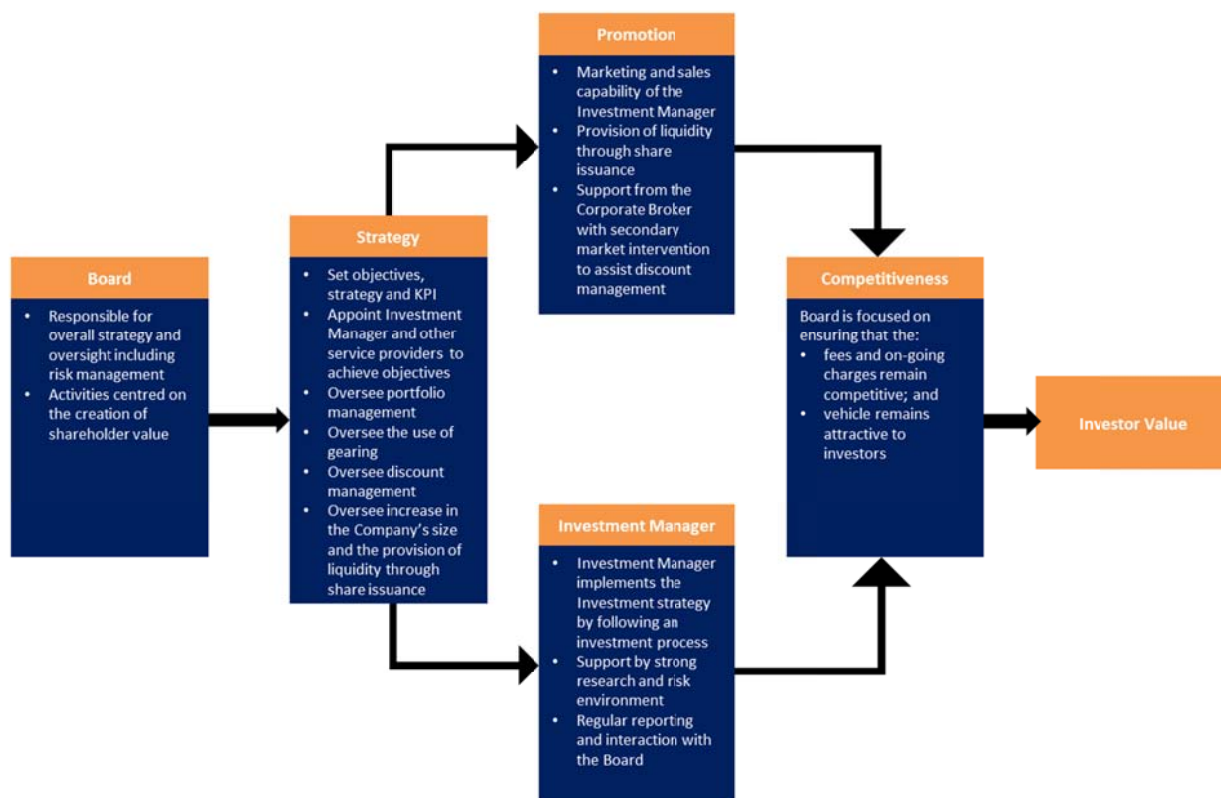 Board
• Responsible for
overall strategy and
oversight including
risk management
• Activities centred on
the creation of
shareholder value
Strategy
• Set objectives,
strategy and KPI
• Appoint Investment
Manager and other
service providers to
achieve objectives
• Oversee portfolio
management
• Oversee the use of
gearing
• Oversee discount
management
• Oversee increase in
the Company's size
and the provision of
liquidity through
share issuance
Promotion
• Marketing and sales
capability of the
Investment Manager
• Provision of liquidity
through share
issuance
• Support from the
Corporate Broker
with secondary
market intervention
to assist discount
management
Investment Manager
• Investment Manager
implements the
Investment strategy
by following an
investment process
• Support by strong
research and risk
environment
• Regular reporting
and interaction with
the Board
Competitiveness
Board is focused on
ensuring that the:
• fees and on-going
charges remain
competitive; and
• vehicle remains
attractive to
investors
Investor Value